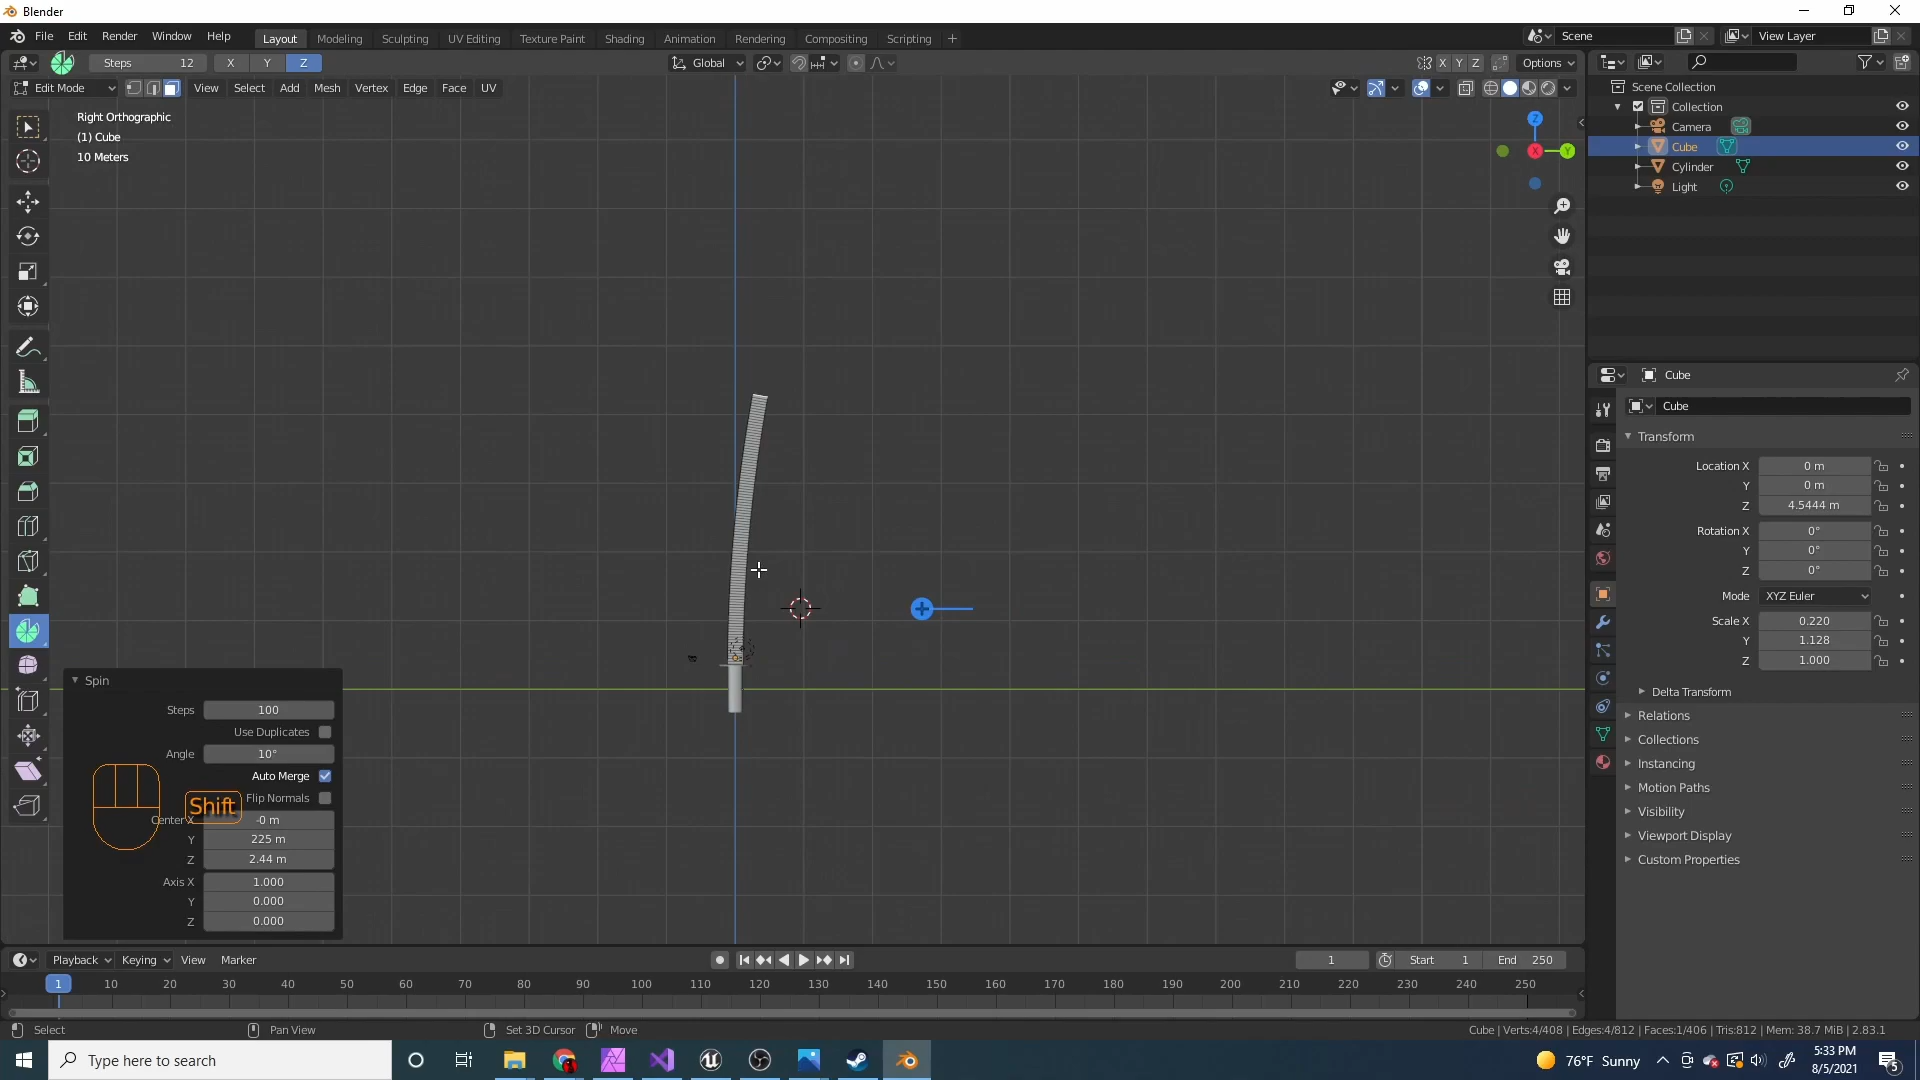 Blender
File Edit Render Window Help
Layout Modeling Sculpting UV Editing Texture Paint Shading Animation Rendering Compositing Scripting +
Scene
View Layer
Steps 12 X Y Z
Global
X Y Z Options
Edit Mode View Select Add Mesh Vertex Edge Face UV
Right Orthographic
(1) Cube
10 Meters
Z
X Y
Scene Collection
Collection
Camera
Cube
Cylinder
Light
Cube
Cube
Transform
Location X 0 m
Y 0 m
Z 4.5444 m
Rotation X 0°
Y 0°
Z 0°
Mode XYZ Euler
Scale X 0.220
Y 1.128
Z 1.000
Delta Transform
Relations
Collections
Instancing
Motion Paths
Visibility
Viewport Display
Custom Properties
Spin
Steps 100
Use Duplicates
Angle 10°
Auto Merge
Flip Normals
Shift
Center X -0 m
Y 225 m
Z 2.44 m
Axis X 1.000
Y 0.000
Z 0.000
Playback Keying View Marker
1 Start 1 End 250
1 10 20 30 40 50 60 70 80 90 100 110 120 130 140 150 160 170 180 190 200 210 220 230 240 250
Select Pan View Set 3D Cursor Move
Cube | Verts:4/408 | Edges:4/812 | Faces:1/406 | Tris:812 | Mem: 38.7 MiB | 2.83.1
Type here to search
76°F Sunny
5:33 PM
8/5/2021
5